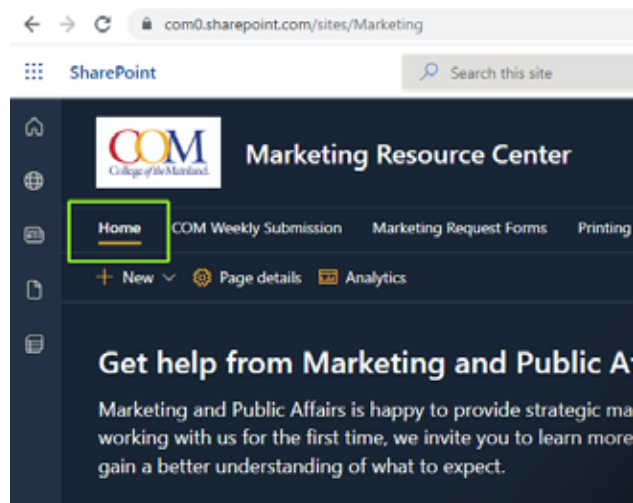 com0.sharepoint.com/sites/Marketing
SharePoint
Search this site
COM
College of the Mainland.
Marketing Resource Center
Home COM Weekly Submission Marketing Request Forms Printing
New Page details Analytics
Get help from Marketing and Public A
Marketing and Public Affairs is happy to provide strategic ma
working with us for the first time, we invite you to learn more
gain a better understanding of what to expect.